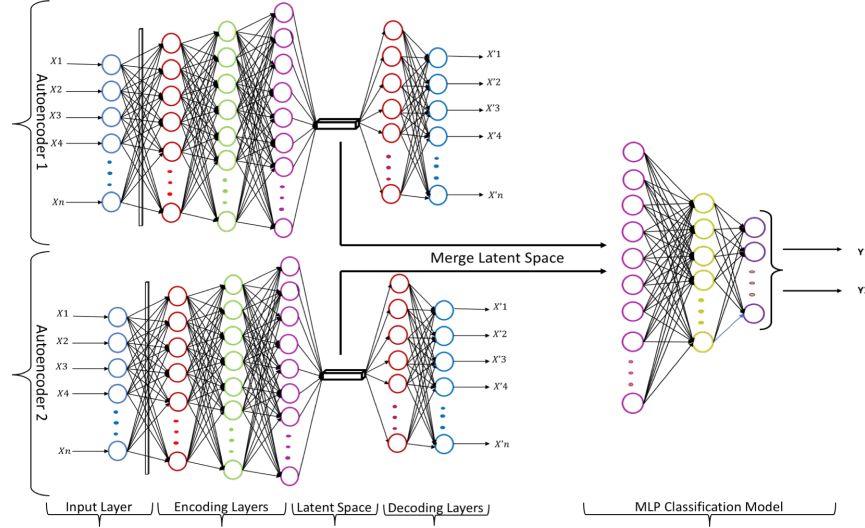 Autoencoder 1
X1
X2
X3
X4
Xn
X'1
X'2
X'3
X'4
X'n
Merge Latent Space
Y
Autoencoder 2
X1
X2
X3
X4
Xn
X'1
X'2
X'3
X'4
X'n
Input Layer
Encoding Layers
Latent Space
Decoding Layers
MLP Classification Model